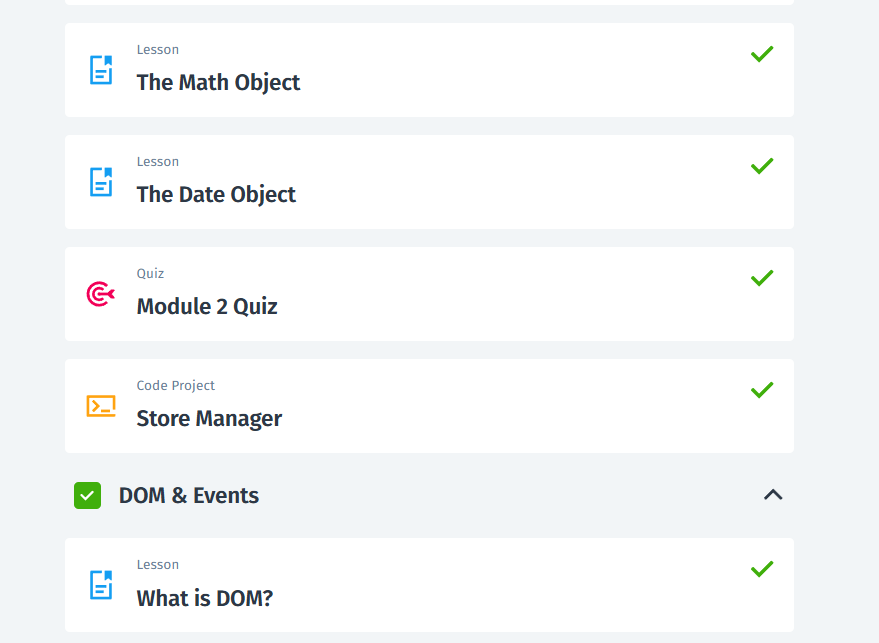 Lesson
The Math Object
Lesson
The Date Object
Quiz
Module 2 Quiz
Code Project
Store Manager
DOM & Events
Lesson
What is DOM?